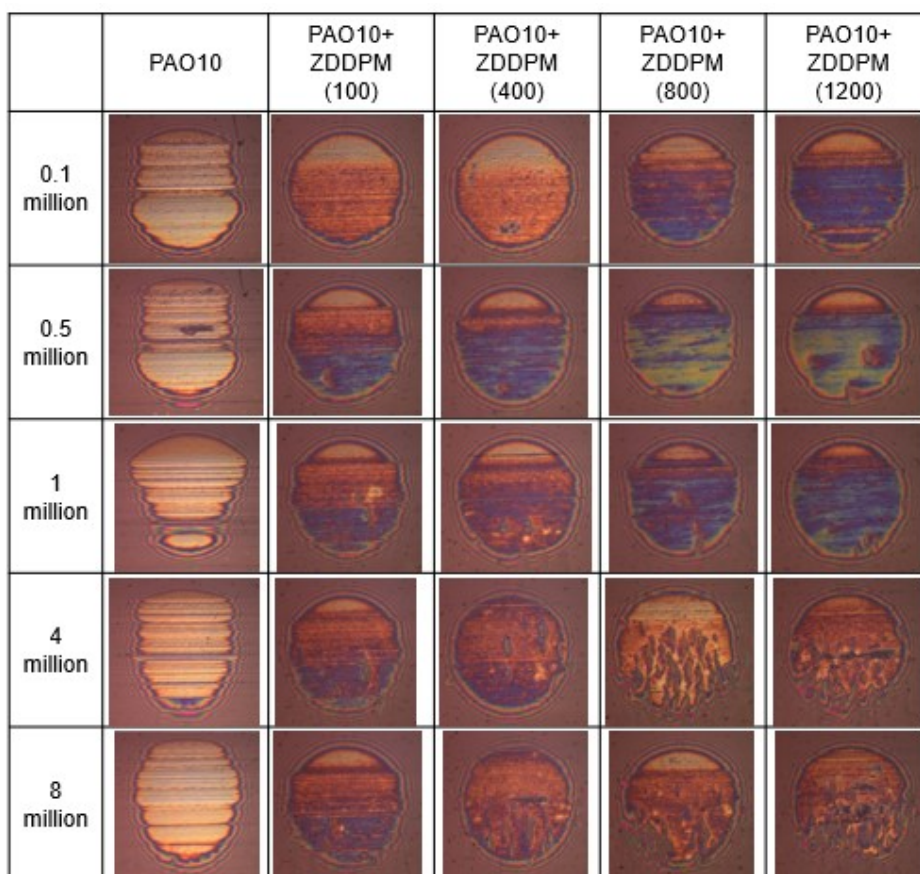 PAO10
PAO10+
ZDDPM
(100)
PAO10+
ZDDPM
(400)
PAO10+
ZDDPM
(800)
PAO10+
ZDDPM
(1200)
0.1
million
0.5
million
1
million
4
million
8
million